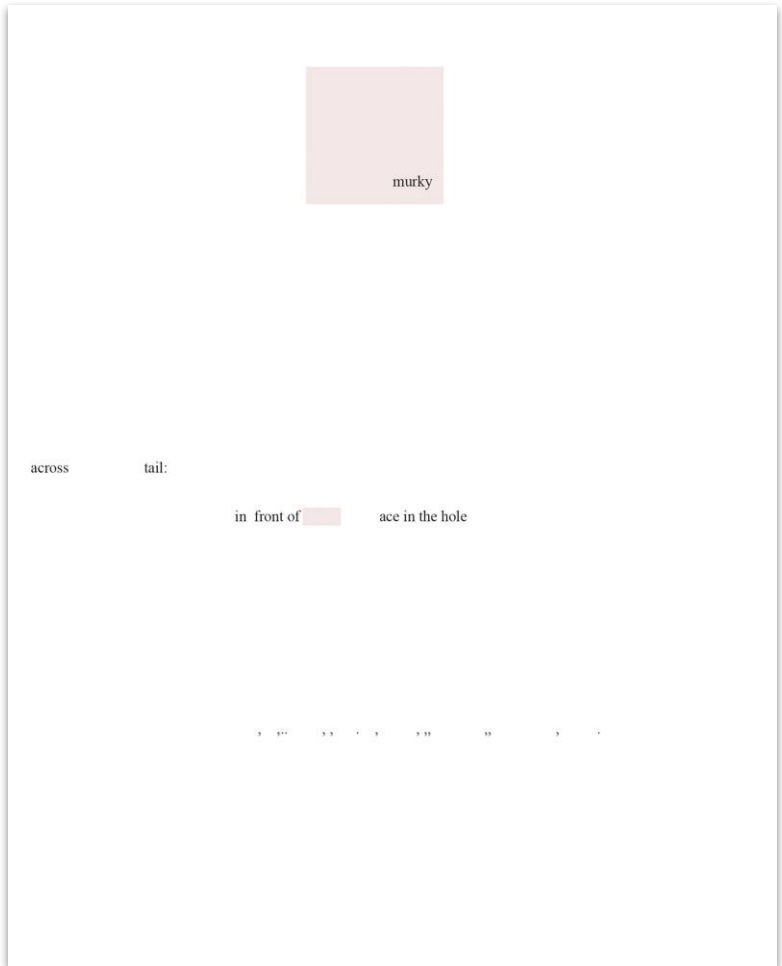 murky
across tail:
in front of ace in the hole
, ,.. , , . , , ,, ,, , .